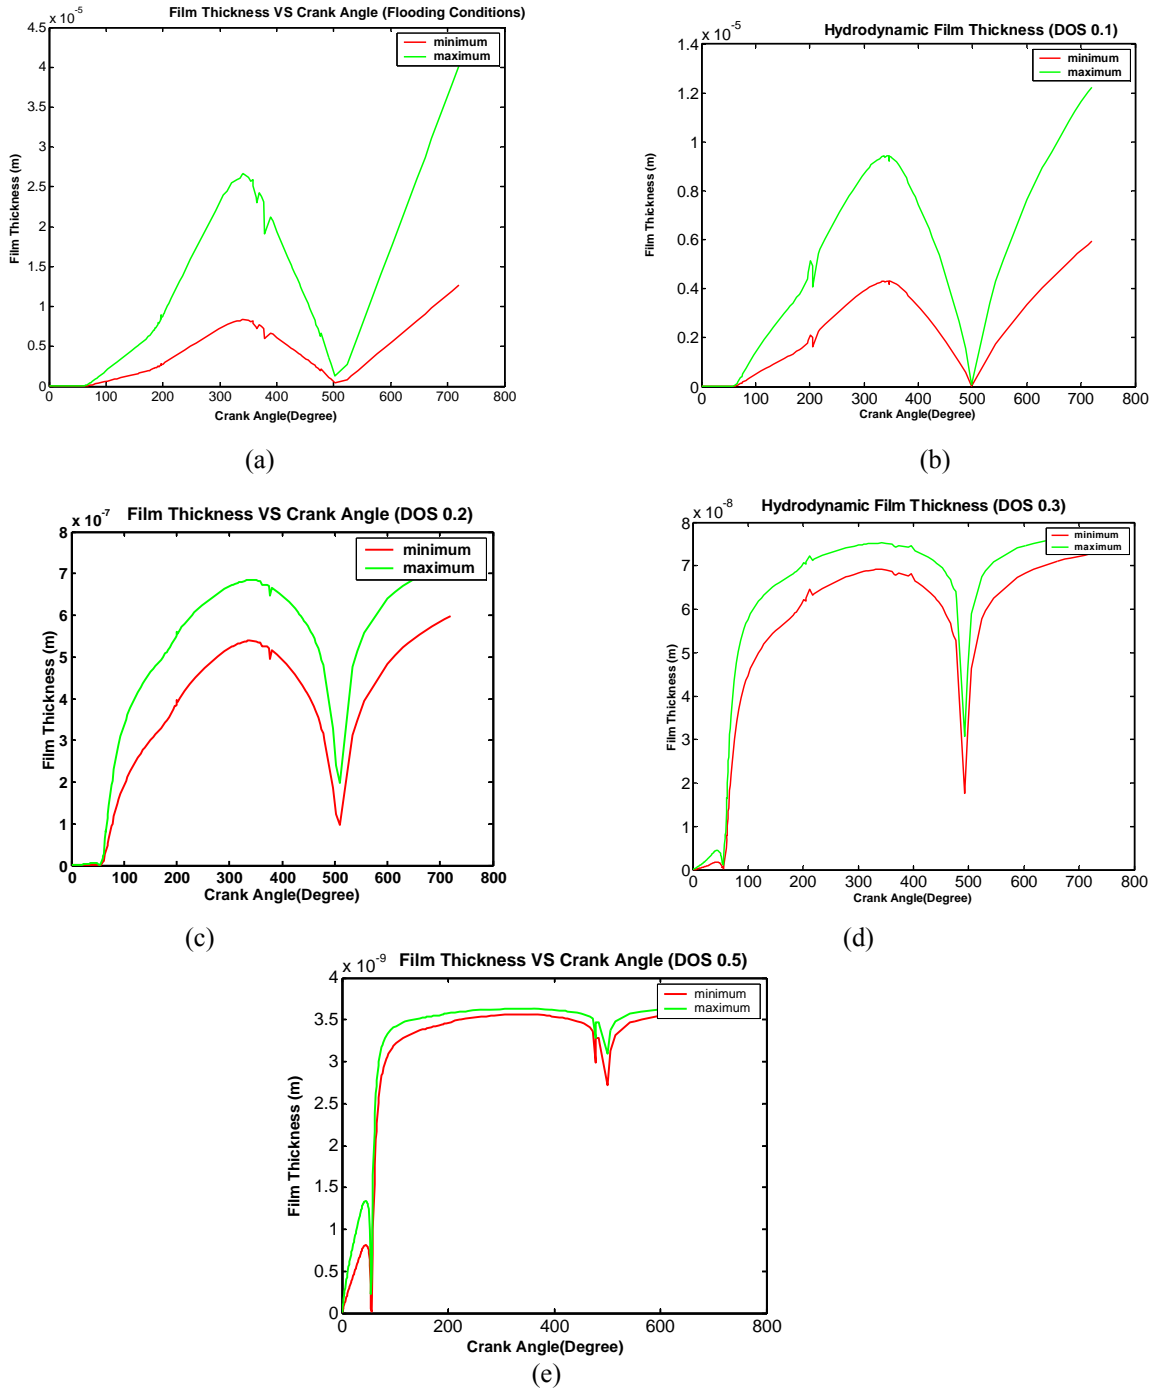 Film Thickness VS Crank Angle (Flooding Conditions)
x 10-5
4.5
4
3.5
3
2.5
2
1.5
1
0.5
0
0 100 200 300 400 500 600 700 800
Film Thickness (m)
Crank Angle(Degree)
minimum
maximum
(a)
Hydrodynamic Film Thickness (DOS 0.1)
x 10-5
1.4
1.2
1
0.8
0.6
0.4
0.2
0
0 100 200 300 400 500 600 700 800
Film Thickness (m)
Crank Angle(Degree)
minimum
maximum
(b)
Film Thickness VS Crank Angle (DOS 0.2)
x 10-7
8
7
6
5
4
3
2
1
0
0 100 200 300 400 500 600 700 800
Film Thickness (m)
Crank Angle(Degree)
minimum
maximum
(c)
Hydrodynamic Film Thickness (DOS 0.3)
x 10-8
8
7
6
5
4
3
2
1
0
0 100 200 300 400 500 600 700 800
Film Thickness (m)
Crank Angle(Degree)
minimum
maximum
(d)
Film Thickness VS Crank Angle (DOS 0.5)
x 10-9
4
3.5
3
2.5
2
1.5
1
0.5
0
0 200 400 600 800
Film Thickness (m)
Crank Angle(Degree)
minimum
maximum
(e)